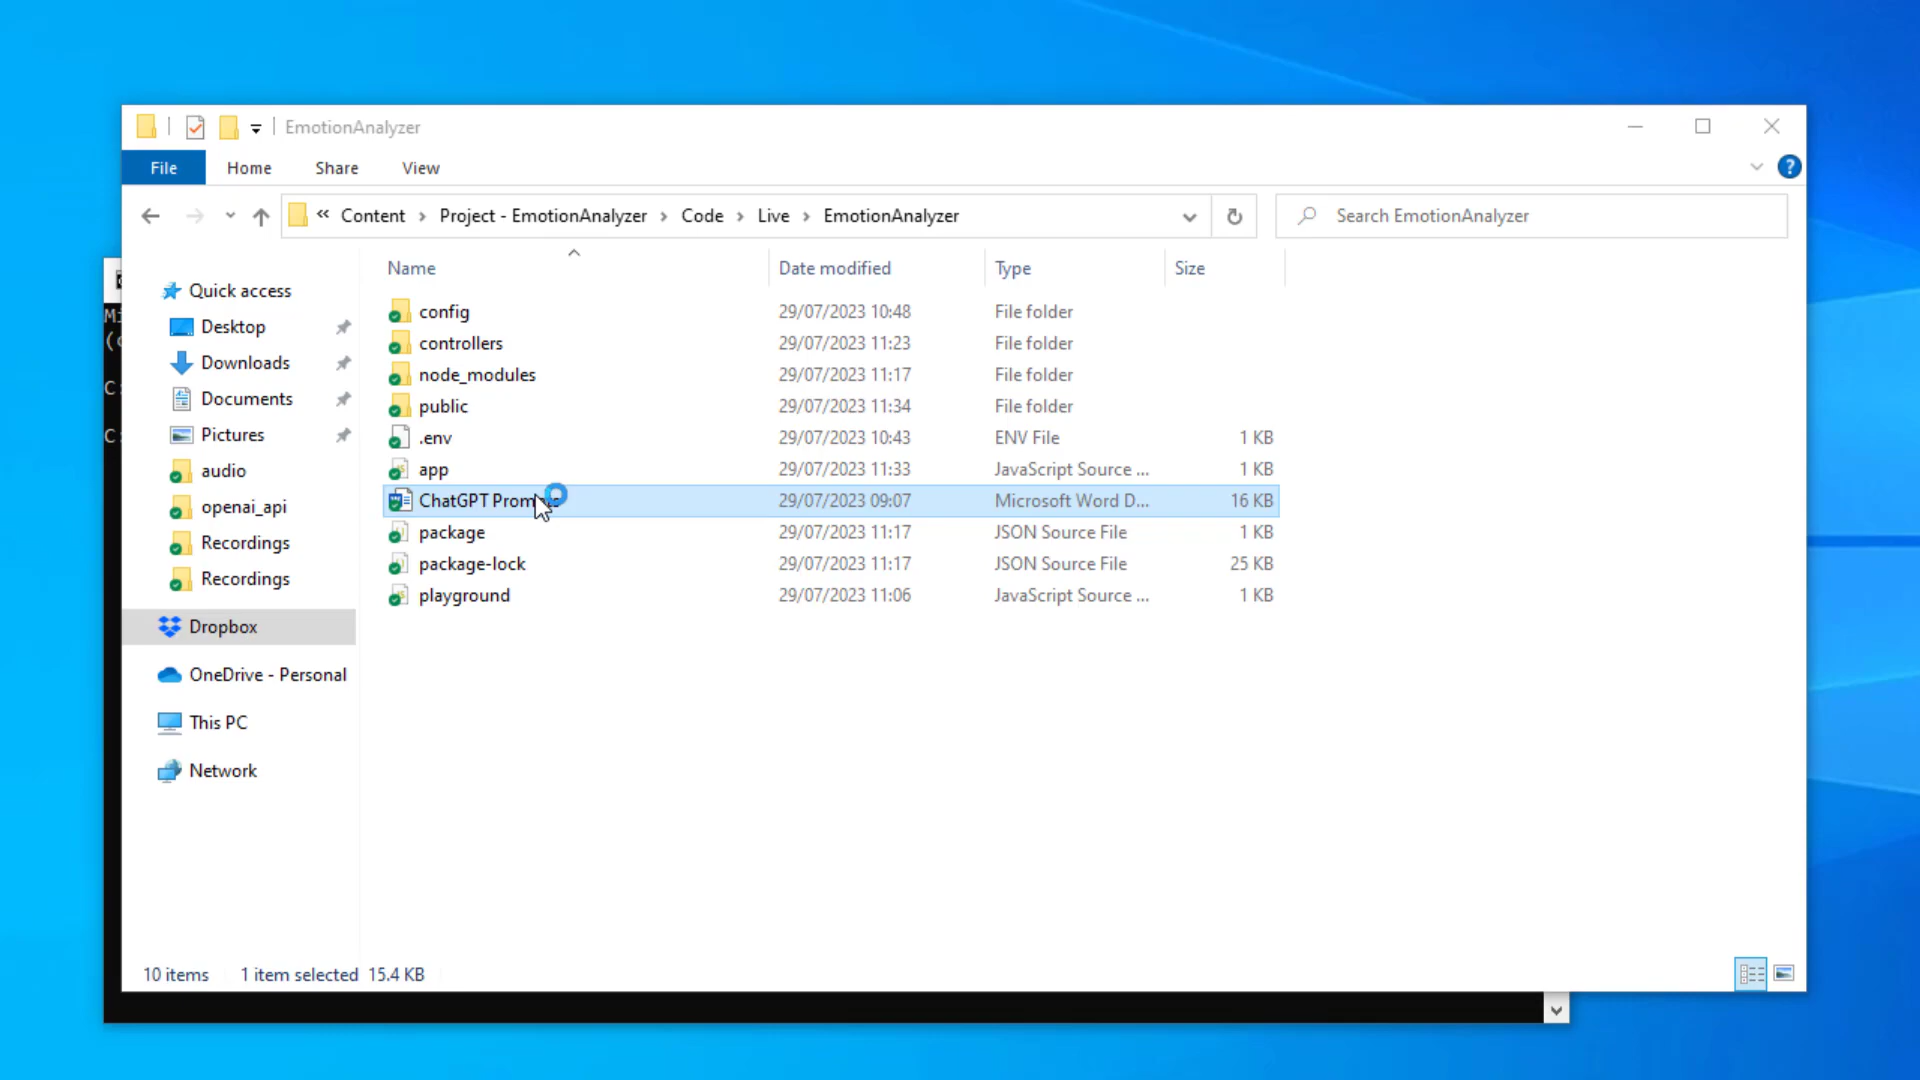 EmotionAnalyzer
File Home Share View
« Content › Project - EmotionAnalyzer › Code › Live › EmotionAnalyzer
Search EmotionAnalyzer
Name Date modified Type Size
Quick access
Desktop
Downloads
Documents
Pictures
audio
openai_api
Recordings
Recordings
Dropbox
OneDrive - Personal
This PC
Network
config 29/07/2023 10:48 File folder
controllers 29/07/2023 11:23 File folder
node_modules 29/07/2023 11:17 File folder
public 29/07/2023 11:34 File folder
.env 29/07/2023 10:43 ENV File 1 KB
app 29/07/2023 11:33 JavaScript Source ... 1 KB
ChatGPT 29/07/2023 09:07 Microsoft Word D... 16 KB
package 29/07/2023 11:17 JSON Source File 1 KB
package-lock 29/07/2023 11:17 JSON Source File 25 KB
playground 29/07/2023 11:06 JavaScript Source ... 1 KB
10 items 1 item selected 15.4 KB